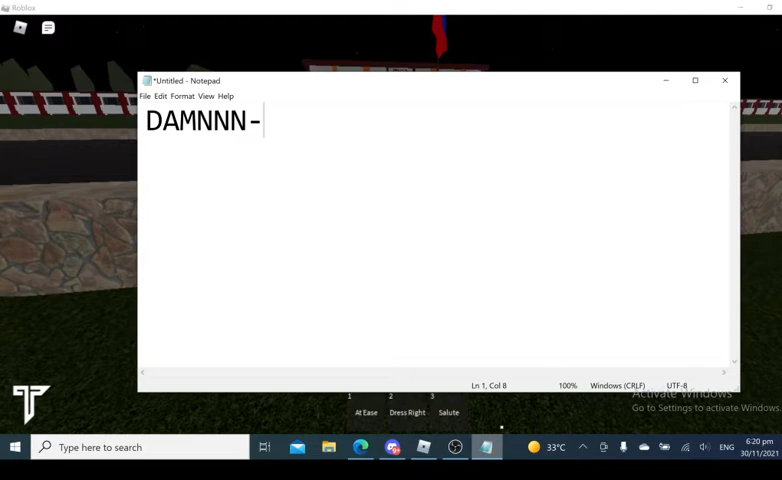 Roblox
*Untitled - Notepad
File Edit Format View Help
DAMNNN-
Ln 1, Col 8 100% Windows (CRLF) UTF-8
Activate Windows
Go to Settings to activate Windows.
1 2 3
At Ease Dress Right Salute
Type here to search
9+
33°C
ENG
6:20 pm
30/11/2021